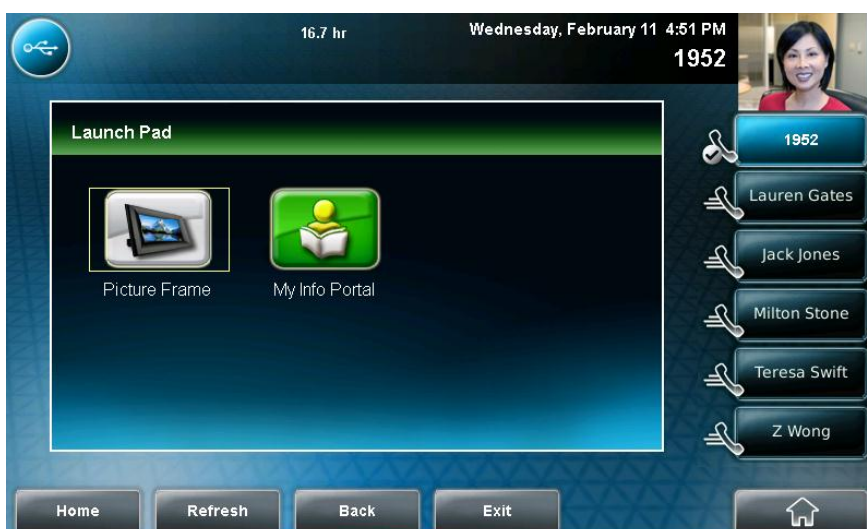 16.7 hr
Wednesday, February 11 4:51 PM
1952
Launch Pad
1952
Lauren Gates
Picture Frame
My Info Portal
Jack Jones
Milton Stone
Teresa Swift
Z Wong
Home
Refresh
Back
Exit